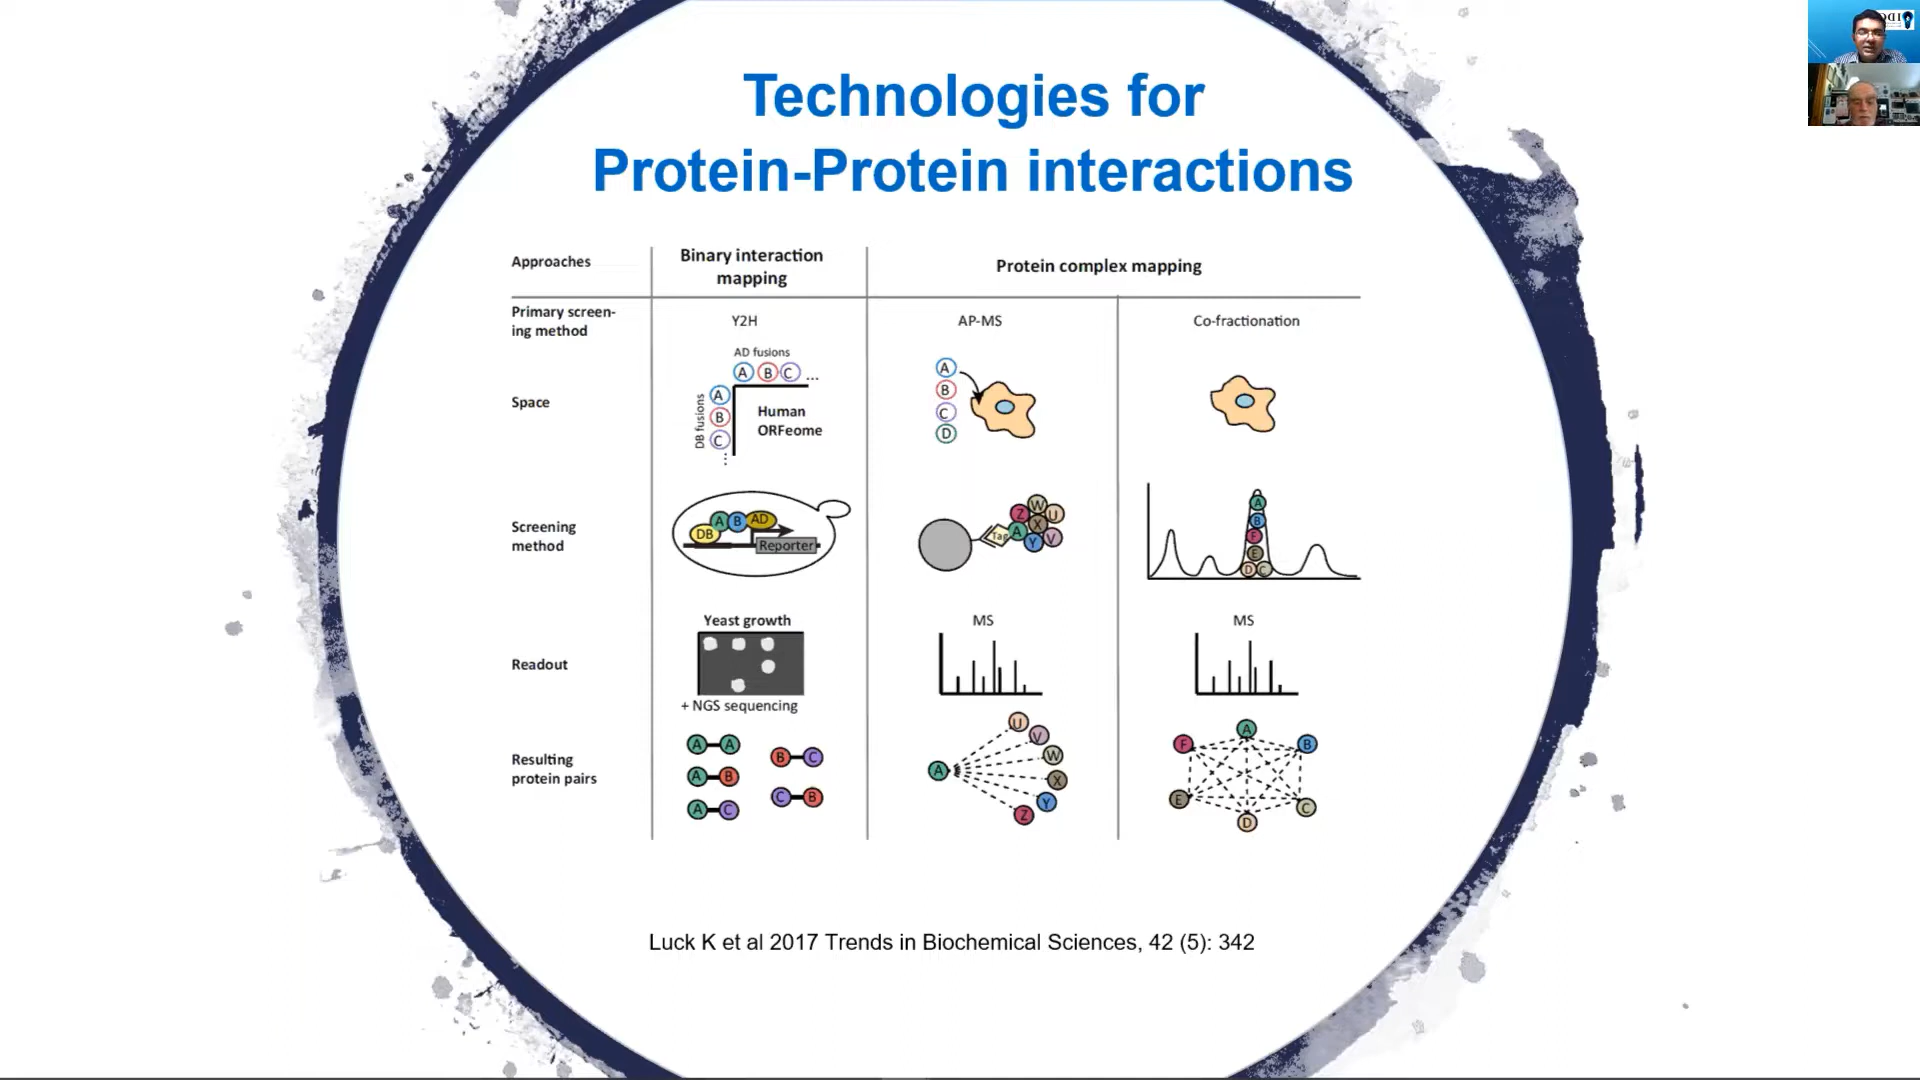 Technologies for
Protein-Protein interactions
Approaches
Binary interaction
mapping
Protein complex mapping
Primary screen-
ing method
Y2H
AP-MS
Co-fractionation
Space
AD fusions
A B C ...
DB fusions
A
B
C
...
Human
ORFeome
A
B
C
D
Screening
method
DB A B AD
Reporter
Tag A Z W U X Y V
A
B
F
E
D C
Readout
Yeast growth
+ NGS sequencing
MS
MS
Resulting
protein pairs
A A
A B
A C
B C
C B
A
U
V
W
X
Y
Z
A
B
C
D
E
F
Luck K et al 2017 Trends in Biochemical Sciences, 42 (5): 342